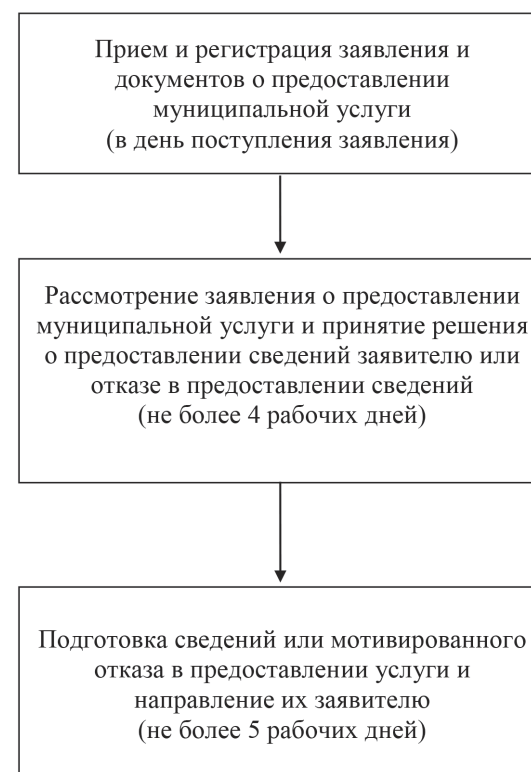 Прием и регистрация заявления и
документов о предоставлении
муниципальной услуги
(в день поступления заявления)
Рассмотрение заявления о предоставлении
муниципальной услуги и принятие решения
о предоставлении сведений заявителю или
отказе в предоставлении сведений
(не более 4 рабочих дней)
Подготовка сведений или мотивированного
отказа в предоставлении услуги и
направление их заявителю
(не более 5 рабочих дней)